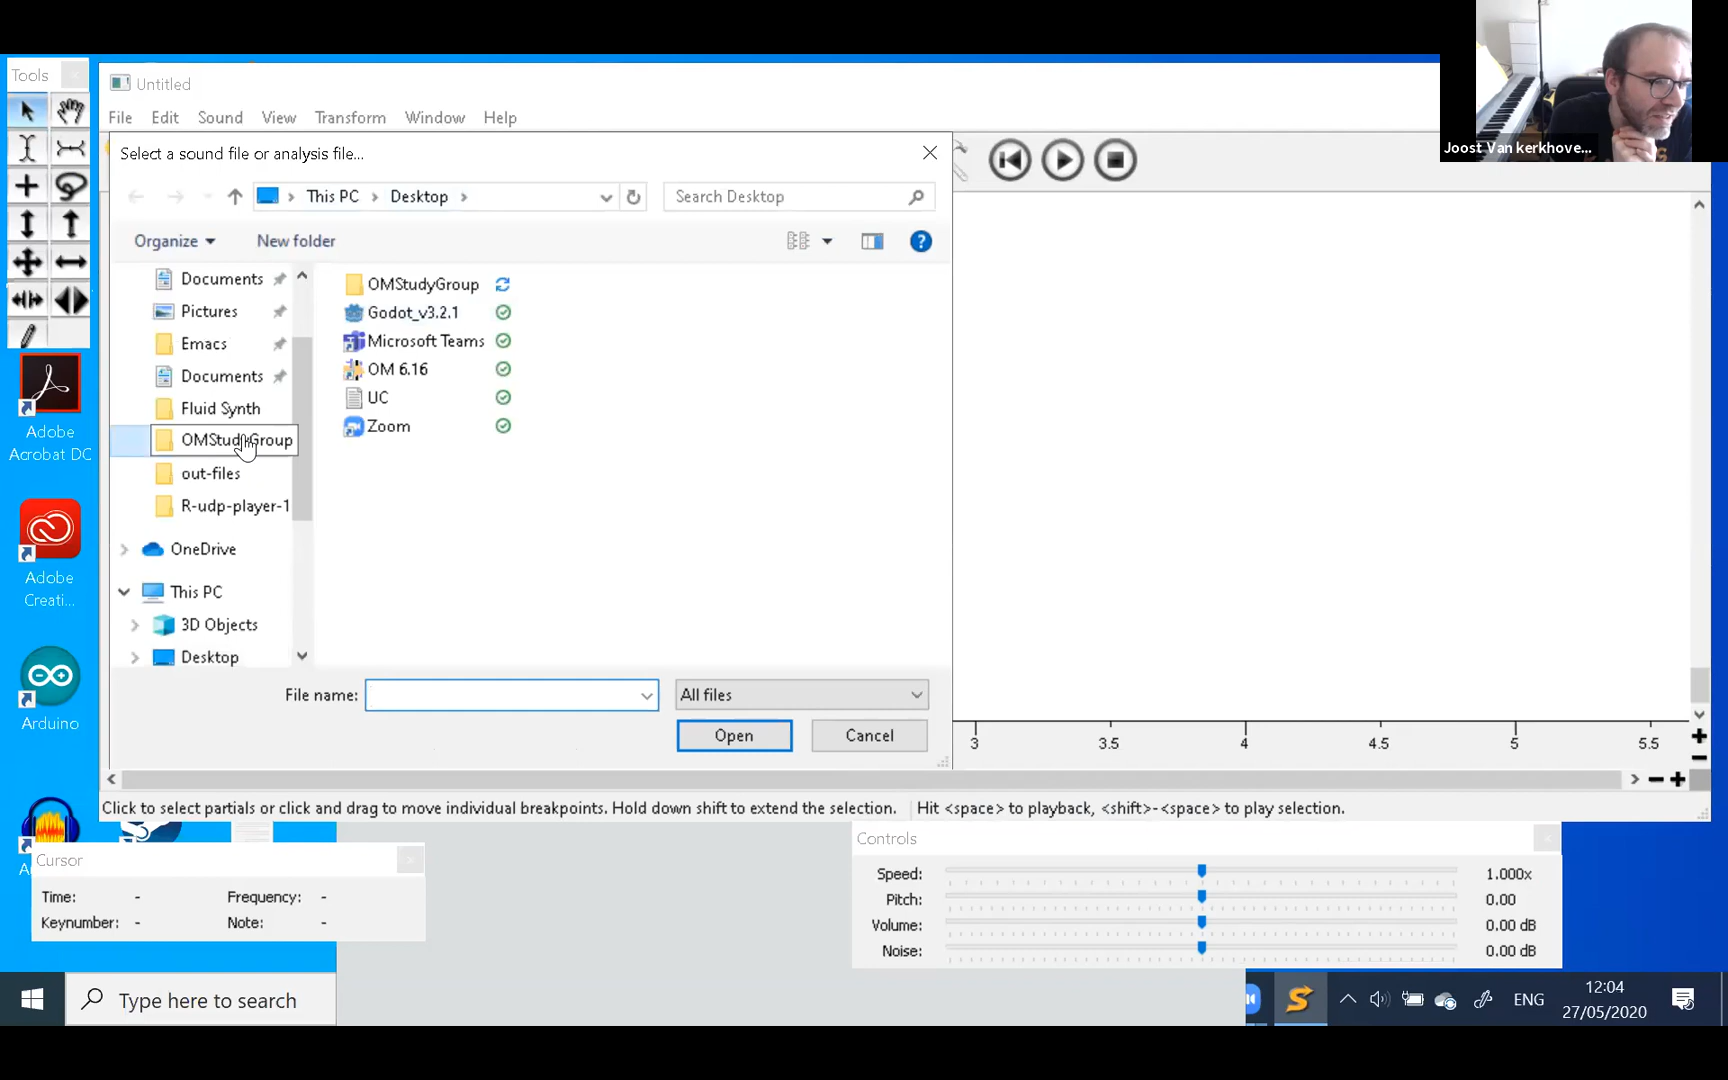 Tools
Untitled
File Edit Sound View Transform Window Help
Joost Van kerkhove...
Select a sound file or analysis file...
This PC Desktop
Search Desktop
Organize New folder
Documents
Pictures
Emacs
Documents
Fluid Synth
OMStudyGroup
out-files
R-udp-player-1
OneDrive
This PC
3D Objects
Desktop
OMStudyGroup
Godot_v3.2.1
Microsoft Teams
OM 6.16
UC
Zoom
File name:
All files
Open Cancel
Adobe
Acrobat DC
Adobe
Creati...
Arduino
3 3.5 4 4.5 5 5.5
Click to select partials or click and drag to move individual breakpoints. Hold down shift to extend the selection. Hit <space> to playback, <shift>-<space> to play selection.
Cursor
Time: - Frequency: -
Keynumber: - Note: -
Controls
Speed: 1.000x
Pitch: 0.00
Volume: 0.00 dB
Noise: 0.00 dB
Type here to search
ENG
12:04
27/05/2020